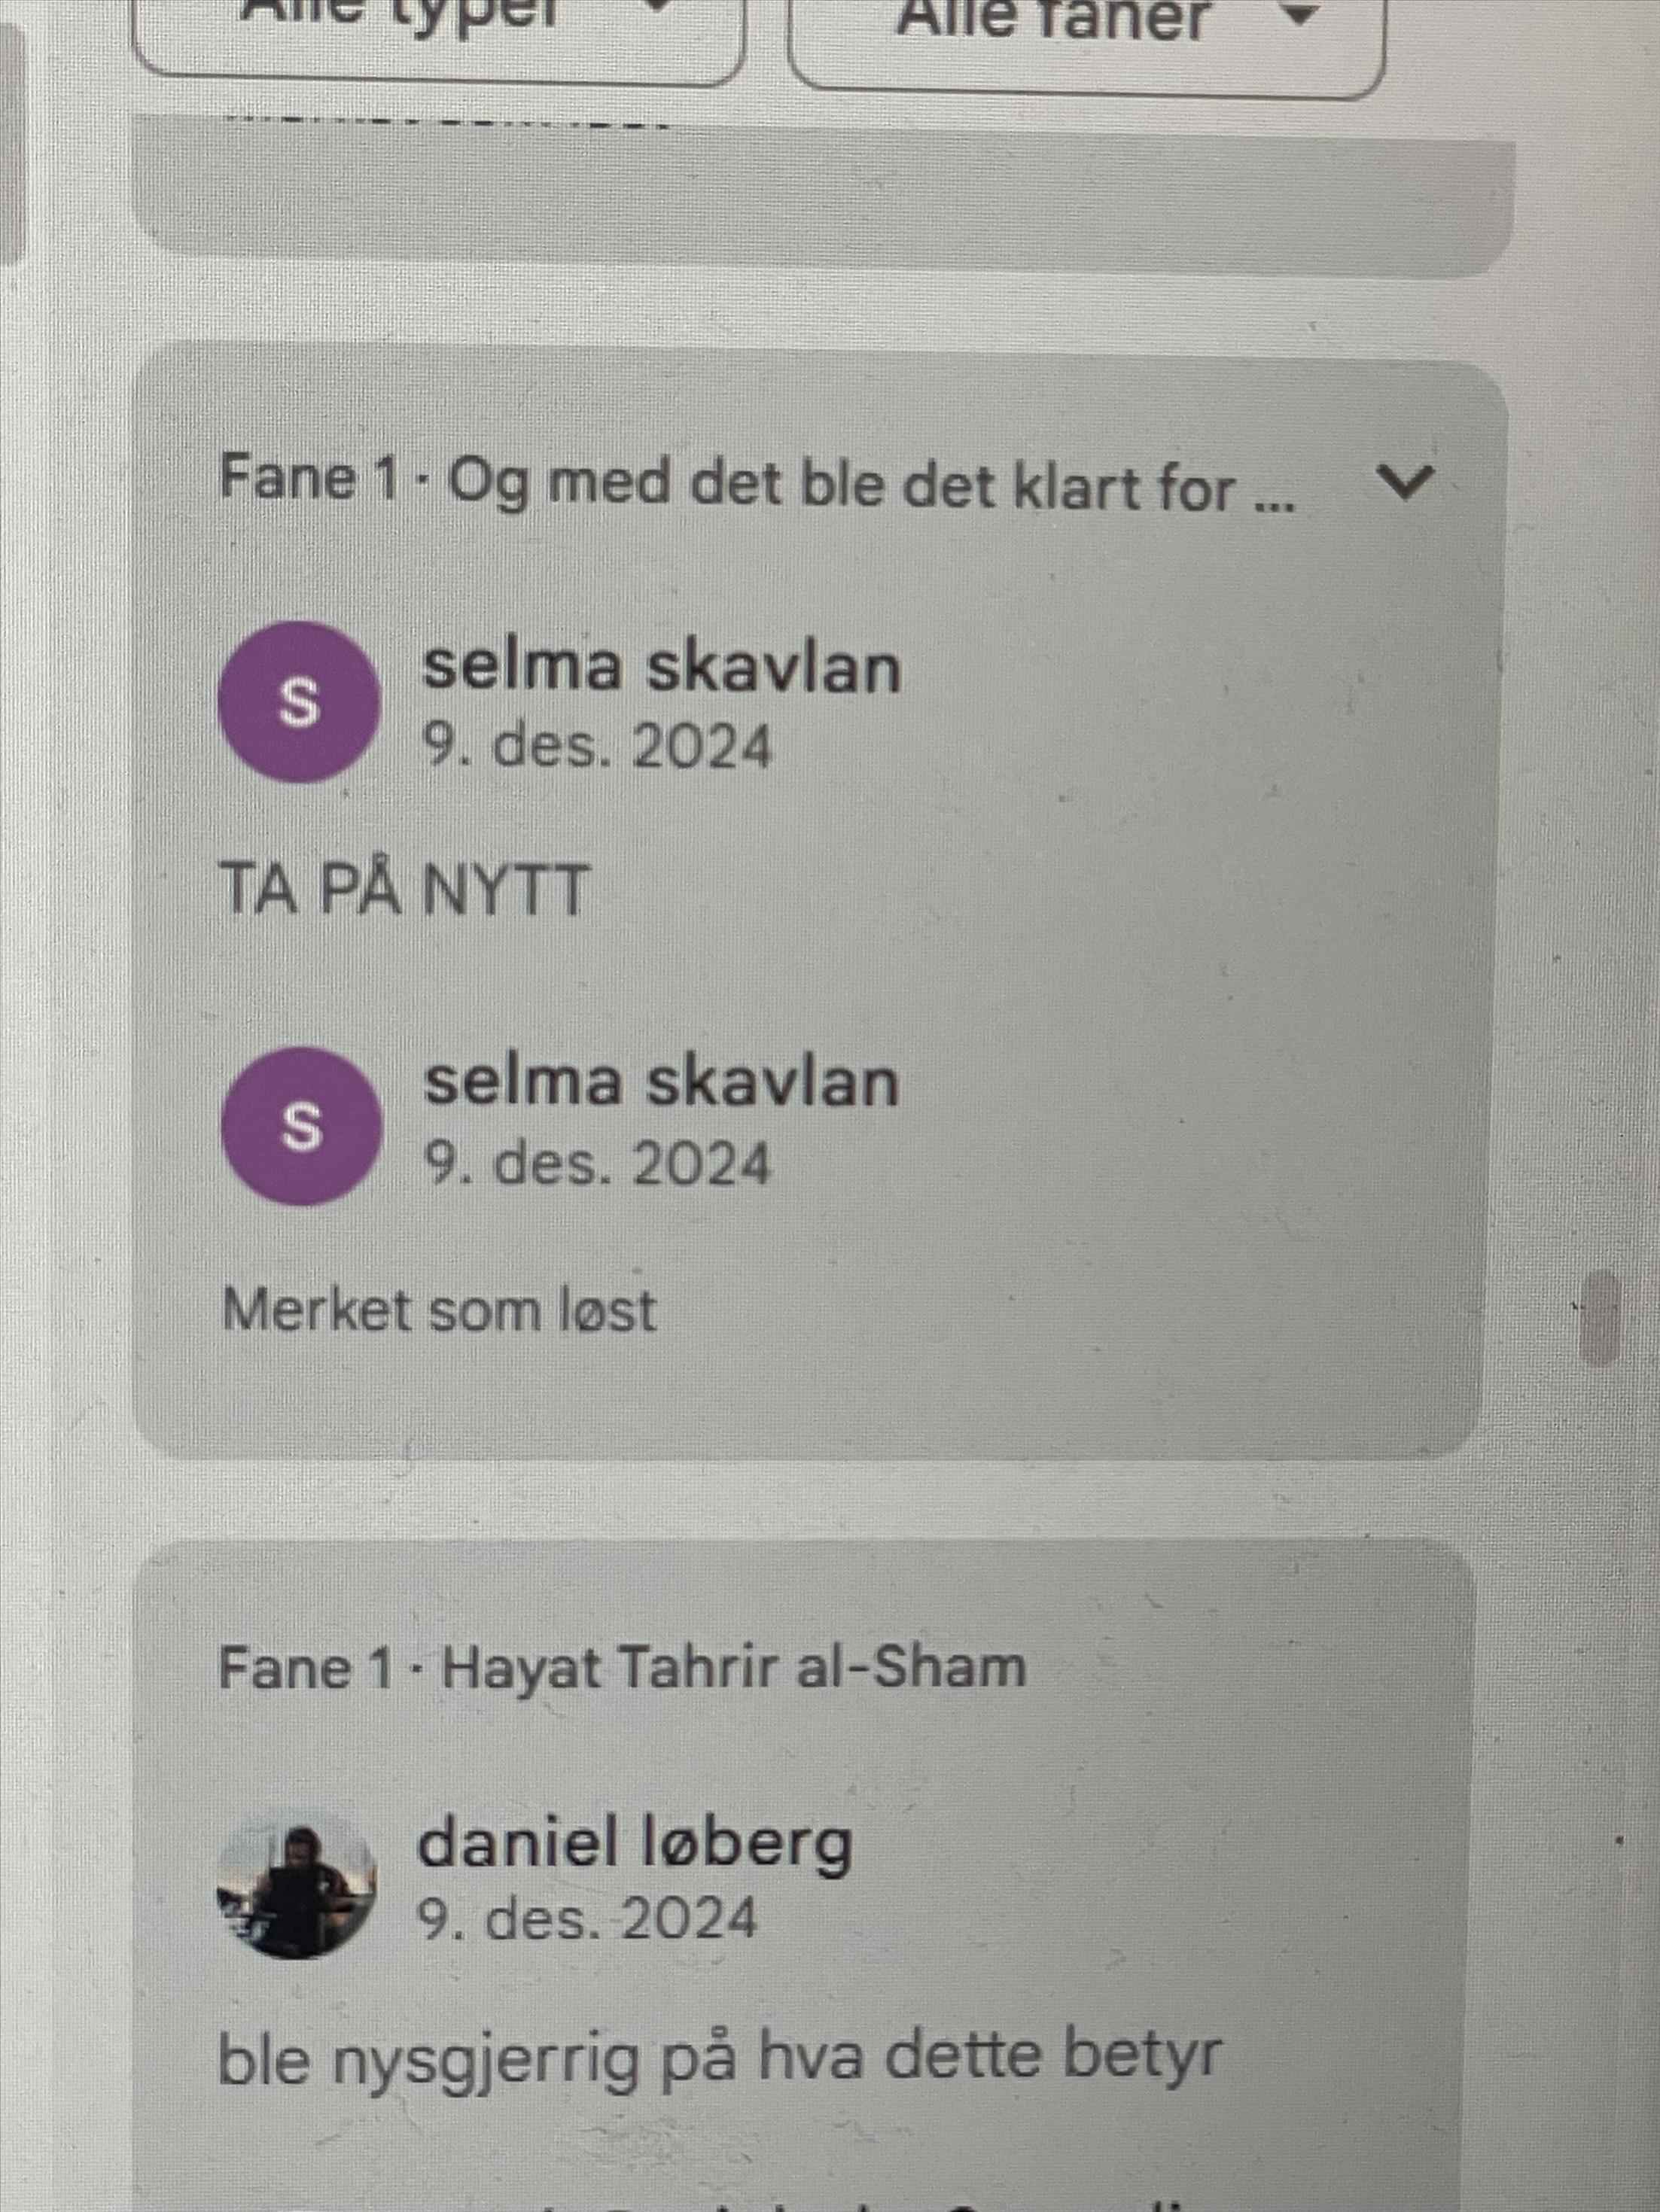 Alle typer
Alle faner
Fane 1 · Og med det ble det klart for ...
S
selma skavlan
9. des. 2024
TA PÅ NYTT
S
selma skavlan
9. des. 2024
Merket som løst
Fane 1 · Hayat Tahrir al-Sham
daniel løberg
9. des. 2024
ble nysgjerrig på hva dette betyr